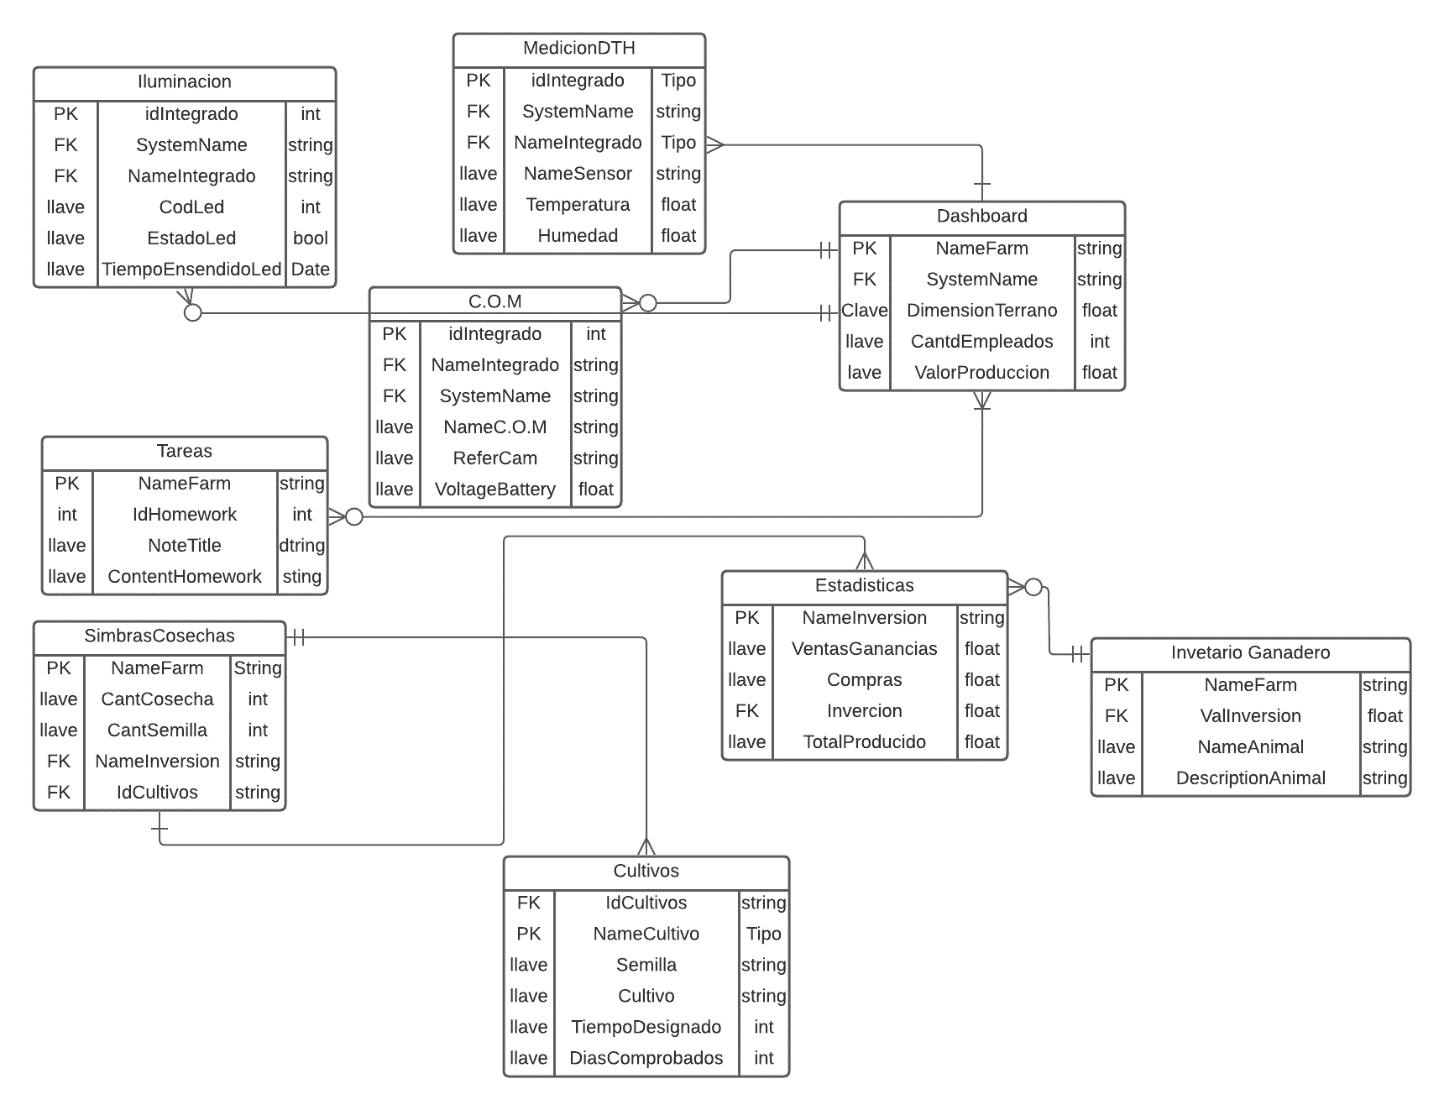 MedicionDTH
PK idIntegrado Tipo
FK SystemName string
FK NameIntegrado Tipo
llave NameSensor string
llave Temperatura float
llave Humedad float
Iluminacion
PK idIntegrado int
FK SystemName string
FK NameIntegrado string
llave CodLed int
llave EstadoLed bool
llave TiempoEnsendidoLed Date
Dashboard
PK NameFarm string
FK SystemName string
Clave DimensionTerrano float
llave CantdEmpleados int
lave ValorProduccion float
C.O.M
PK idIntegrado int
FK NameIntegrado string
FK SystemName string
llave NameC.O.M string
llave ReferCam string
llave VoltageBattery float
Tareas
PK NameFarm string
int IdHomework int
llave NoteTitle dtring
llave ContentHomework sting
Estadisticas
PK NameInversion string
llave VentasGanancias float
llave Compras float
FK Invercion float
llave TotalProducido float
SimbrasCosechas
PK NameFarm String
llave CantCosecha int
llave CantSemilla int
FK NameInversion string
FK IdCultivos string
Invetario Ganadero
PK NameFarm string
FK ValInversion float
llave NameAnimal string
llave DescriptionAnimal string
Cultivos
FK IdCultivos string
PK NameCultivo Tipo
llave Semilla string
llave Cultivo string
llave TiempoDesignado int
llave DiasComprobados int